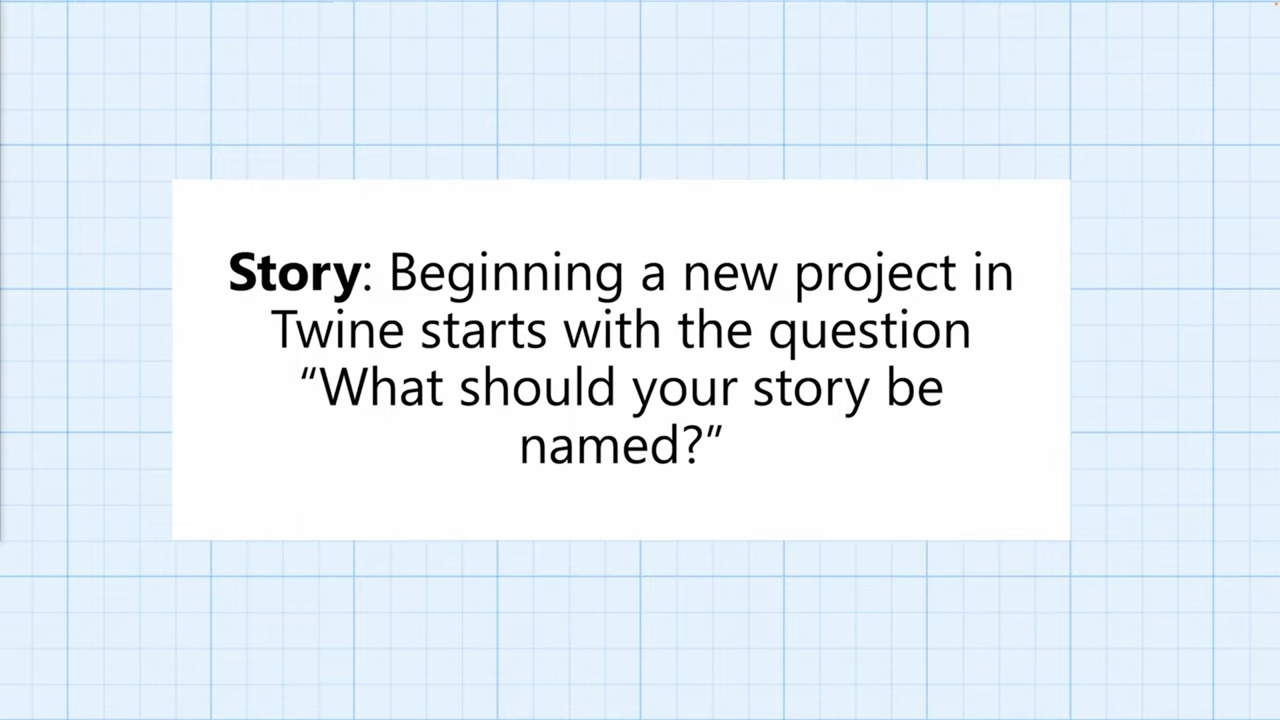 Story: Beginning a new project in
Twine starts with the question
“What should your story be
named?”